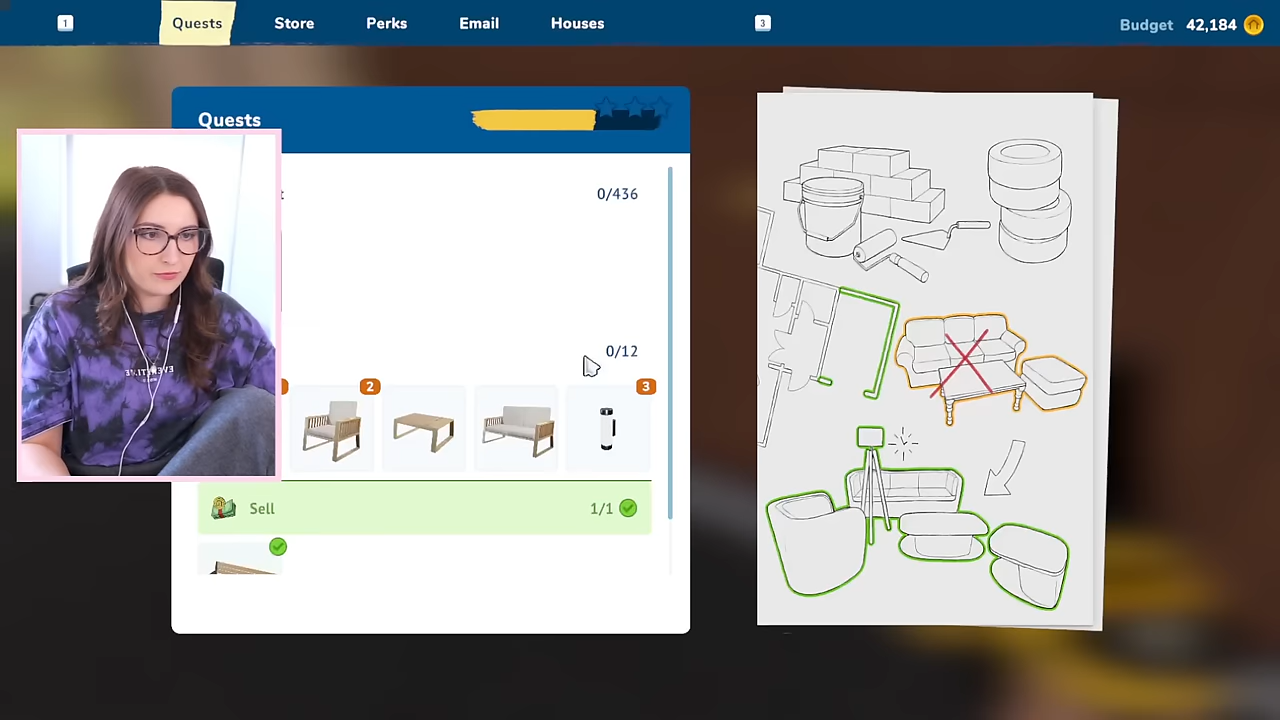 1 Quests Store Perks Email Houses 3 Budget 42,184
Quests
t 0/436
0/12
2 3
Sell 1/1